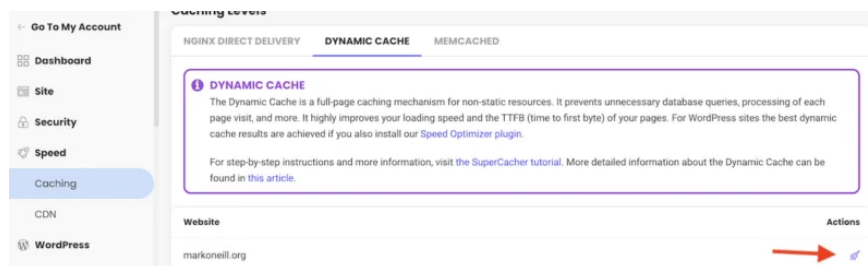 Caching Levels
← Go To My Account
NGINX DIRECT DELIVERY DYNAMIC CACHE MEMCACHED
Dashboard
Site
Security
Speed
Caching
CDN
WordPress
DYNAMIC CACHE
The Dynamic Cache is a full-page caching mechanism for non-static resources. It prevents unnecessary database queries, processing of each
page visit, and more. It highly improves your loading speed and the TTFB (time to first byte) of your pages. For WordPress sites the best dynamic
cache results are achieved if you also install our Speed Optimizer plugin.
For step-by-step instructions and more information, visit the SuperCacher tutorial. More detailed information about the Dynamic Cache can be
found in this article.
Website Actions
markoneill.org